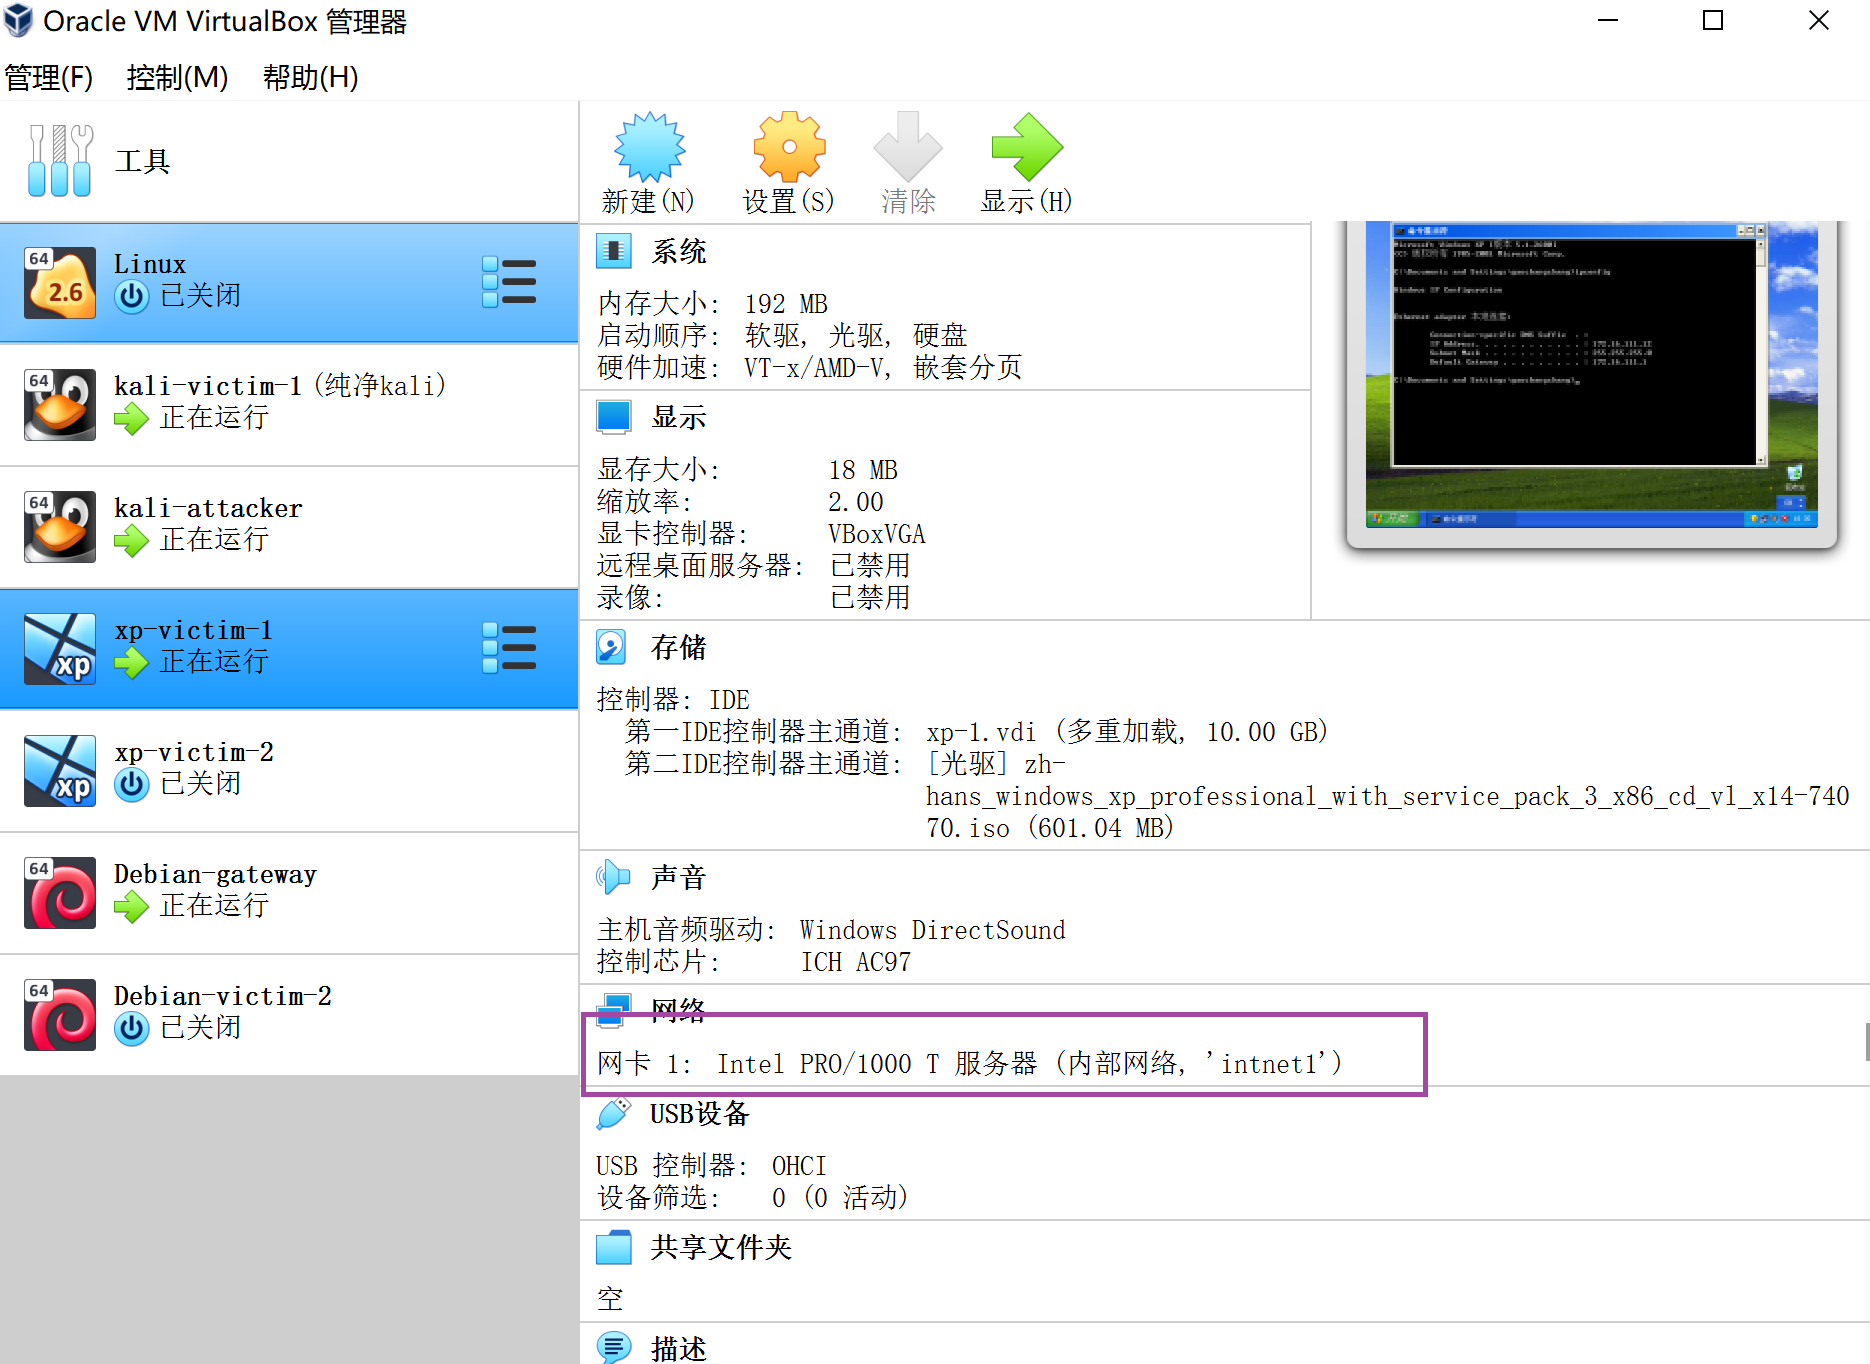 Oracle VM VirtualBox 管理器
管理(F) 控制(M) 帮助(H)
工具
新建(N) 设置(S) 清除 显示(H)
64
2.6
Linux
已关闭
64
kali-victim-1 (纯净kali)
正在运行
64
kali-attacker
正在运行
xp
xp-victim-1
正在运行
xp
xp-victim-2
已关闭
64
Debian-gateway
正在运行
64
Debian-victim-2
已关闭
系统
内存大小: 192 MB
启动顺序: 软驱, 光驱, 硬盘
硬件加速: VT-x/AMD-V, 嵌套分页
显示
显存大小: 18 MB
缩放率: 2.00
显卡控制器: VBoxVGA
远程桌面服务器: 已禁用
录像: 已禁用
存储
控制器: IDE
第一IDE控制器主通道: xp-1.vdi (多重加载, 10.00 GB)
第二IDE控制器主通道: [光驱] zh-
hans_windows_xp_professional_with_service_pack_3_x86_cd_vl_x14-740
70.iso (601.04 MB)
声音
主机音频驱动: Windows DirectSound
控制芯片: ICH AC97
网络
网卡 1: Intel PRO/1000 T 服务器 (内部网络, 'intnet1')
USB设备
USB 控制器: OHCI
设备筛选: 0 (0 活动)
共享文件夹
空
描述